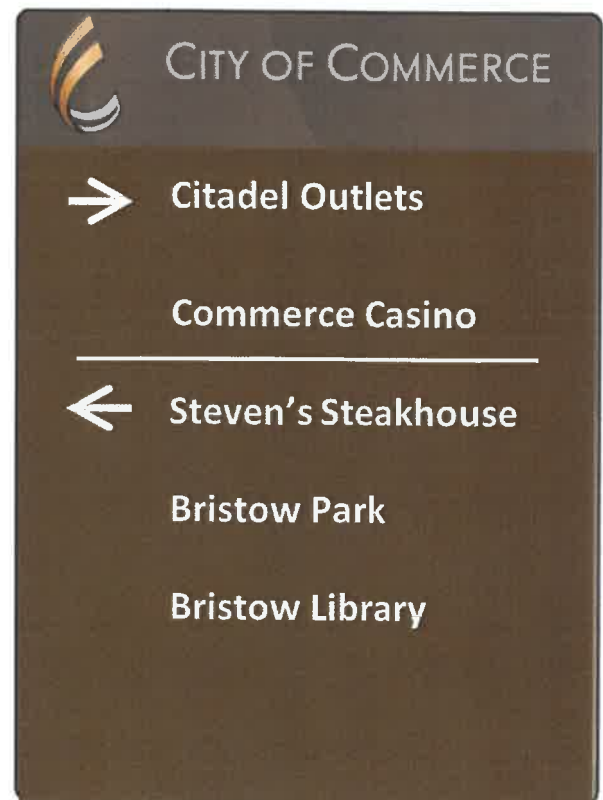 CITY OF COMMERCE
→ Citadel Outlets
Commerce Casino
← Steven's Steakhouse
Bristow Park
Bristow Library